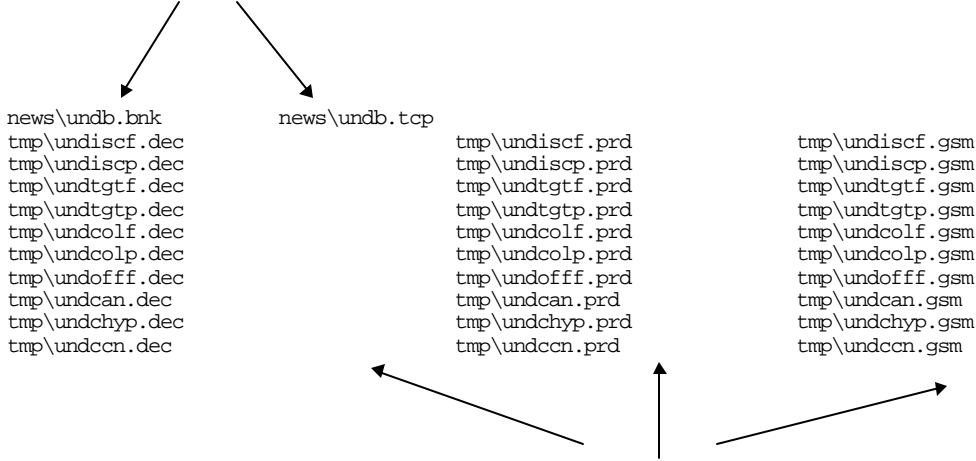 news\undb.bnk news\undb.tcp
tmp\undiscf.dec tmp\undiscf.prd tmp\undiscf.gsm
tmp\undiscp.dec tmp\undiscp.prd tmp\undiscp.gsm
tmp\undtgtf.dec tmp\undtgtf.prd tmp\undtgtf.gsm
tmp\undtgtp.dec tmp\undtgtp.prd tmp\undtgtp.gsm
tmp\undcolf.dec tmp\undcolf.prd tmp\undcolf.gsm
tmp\undcolp.dec tmp\undcolp.prd tmp\undcolp.gsm
tmp\undofff.dec tmp\undofff.prd tmp\undofff.gsm
tmp\undcan.dec tmp\undcan.prd tmp\undcan.gsm
tmp\undchyp.dec tmp\undchyp.prd tmp\undchyp.gsm
tmp\undccn.dec tmp\undccn.prd tmp\undccn.gsm